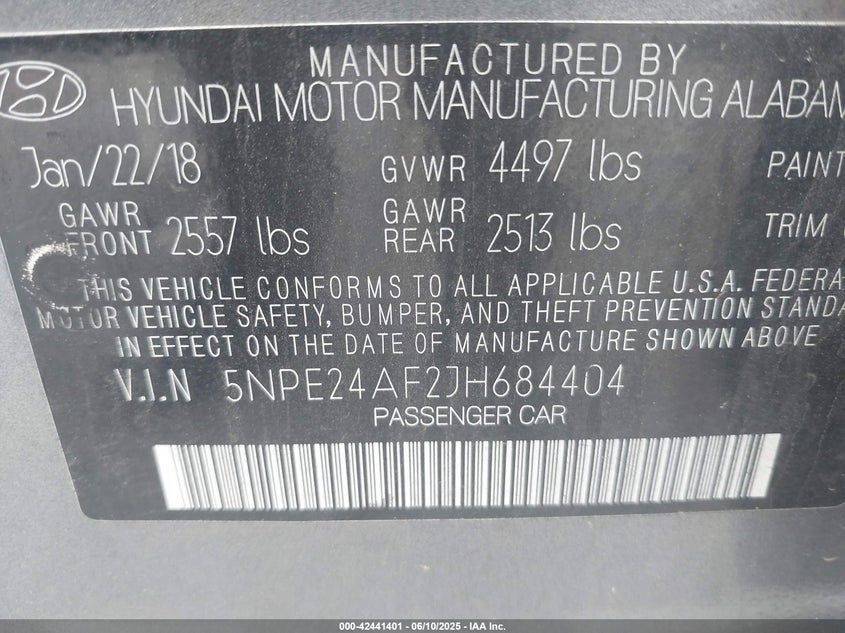 MANUFACTURED BY
HYUNDAI MOTOR MANUFACTURING ALABAM
Jan/22/18 GVWR 4497 lbs PAINT
GAWR FRONT 2557 lbs GAWR REAR 2513 lbs TRIM
THIS VEHICLE CONFORMS TO ALL APPLICABLE U.S.A. FEDERA
MOTOR VEHICLE SAFETY, BUMPER, AND THEFT PREVENTION STANDA
IN EFFECT ON THE DATE OF MANUFACTURE SHOWN ABOVE
V.I.N 5NPE24AF2JH684404
PASSENGER CAR
000-42441401 - 06/10/2025 - IAA Inc.